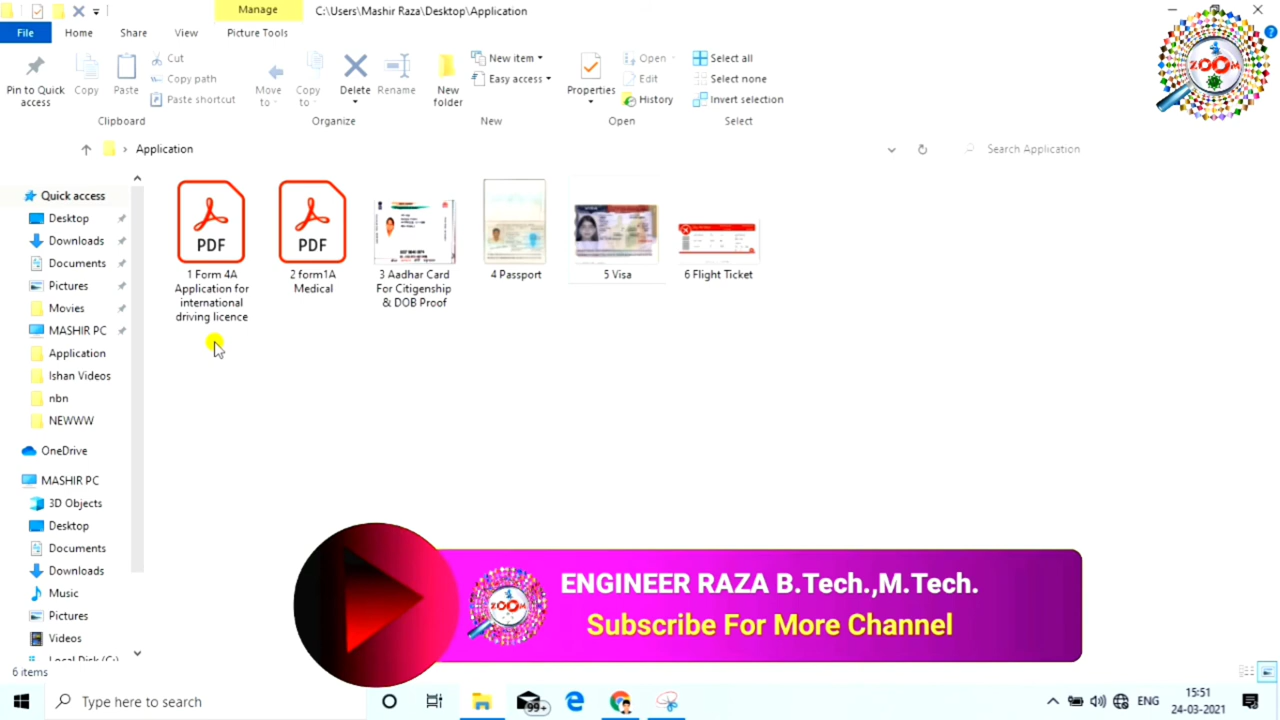 Manage
C:\Users\Mashir Raza\Desktop\Application
File
Home
Share
View
Picture Tools
Pin to Quick access
Copy
Paste
Cut
Copy path
Paste shortcut
Move to
Copy to
Delete
Rename
New folder
New item
Easy access
Properties
Open
Edit
History
Select all
Select none
Invert selection
Clipboard
Organize
New
Open
Select
ZOOM
Application
Search Application
Quick access
Desktop
Downloads
Documents
Pictures
Movies
MASHIR PC
Application
Ishan Videos
nbn
NEWWW
OneDrive
MASHIR PC
3D Objects
Desktop
Documents
Downloads
Music
Pictures
Videos
Local Disk (C:)
PDF
1 Form 4A
Application for
international
driving licence
PDF
2 form1A
Medical
3 Aadhar Card
For Citigenship
& DOB Proof
4 Passport
5 Visa
6 Flight Ticket
ZOOM
ENGINEER RAZA B.Tech.,M.Tech.
Subscribe For More Channel
6 items
Type here to search
99+
ENG
15:51
24-03-2021